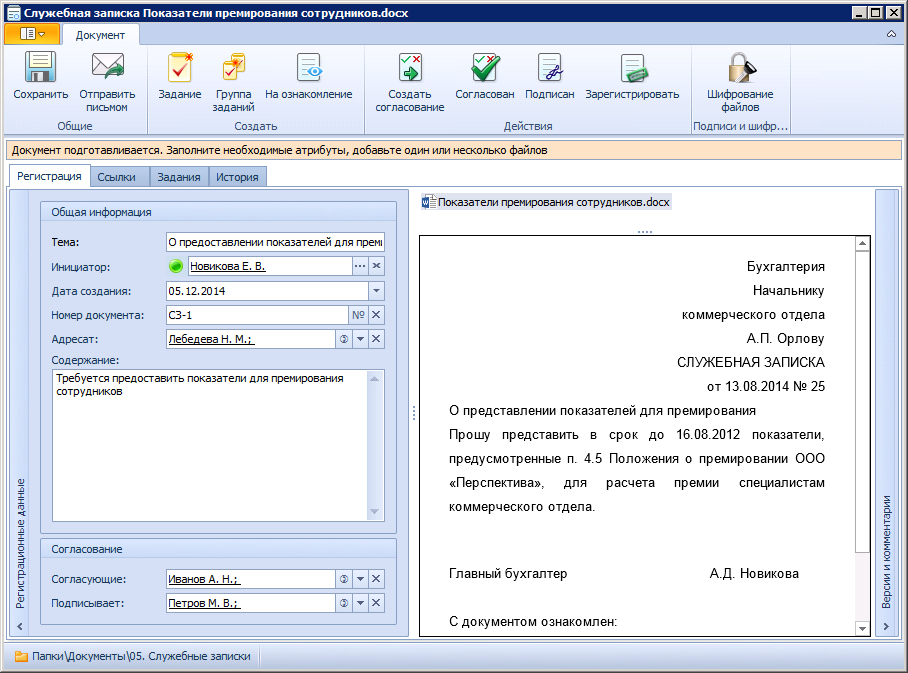 Служебная записка Показатели премирования сотрудников.docx
Документ
Сохранить
Отправить
письмом
Общие
Задание
Группа
заданий
На ознакомление
Создать
Создать
согласование
Согласован
Подписан
Зарегистрировать
Действия
Шифрование
файлов
Подписи и шифр...
Документ подготавливается. Заполните необходимые атрибуты, добавьте один или несколько файлов
Регистрация
Ссылки
Задания
История
Регистрационные данные
Общая информация
Тема:
О предоставлении показателей для преми
Инициатор:
Новикова Е. В.
Дата создания:
05.12.2014
Номер документа:
СЗ-1
№
Адресат:
Лебедева Н. М.;
Содержание:
Требуется предоставить показатели для премирования
сотрудников
Согласование
Согласующие:
Иванов А. Н.;
Подписывает:
Петров М. В.;
Показатели премирования сотрудников.docx
Бухгалтерия
Начальнику
коммерческого отдела
А.П. Орлову
СЛУЖЕБНАЯ ЗАПИСКА
от 13.08.2014 № 25
О представлении показателей для премирования
Прошу представить в срок до 16.08.2012 показатели,
предусмотренные п. 4.5 Положения о премировании ООО
«Перспектива», для расчета премии специалистам
коммерческого отдела.
Главный бухгалтер А.Д. Новикова
С документом ознакомлен:
Версии и комментарии
Папки\Документы\05. Служебные записки